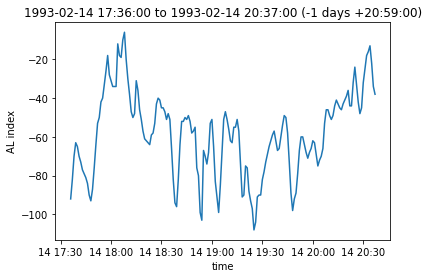 1993-02-14 17:36:00 to 1993-02-14 20:37:00 (-1 days +20:59:00)
−20
−40
−60
−80
−100
AL index
14 17:30 14 18:00 14 18:30 14 19:00 14 19:30 14 20:00 14 20:30
time